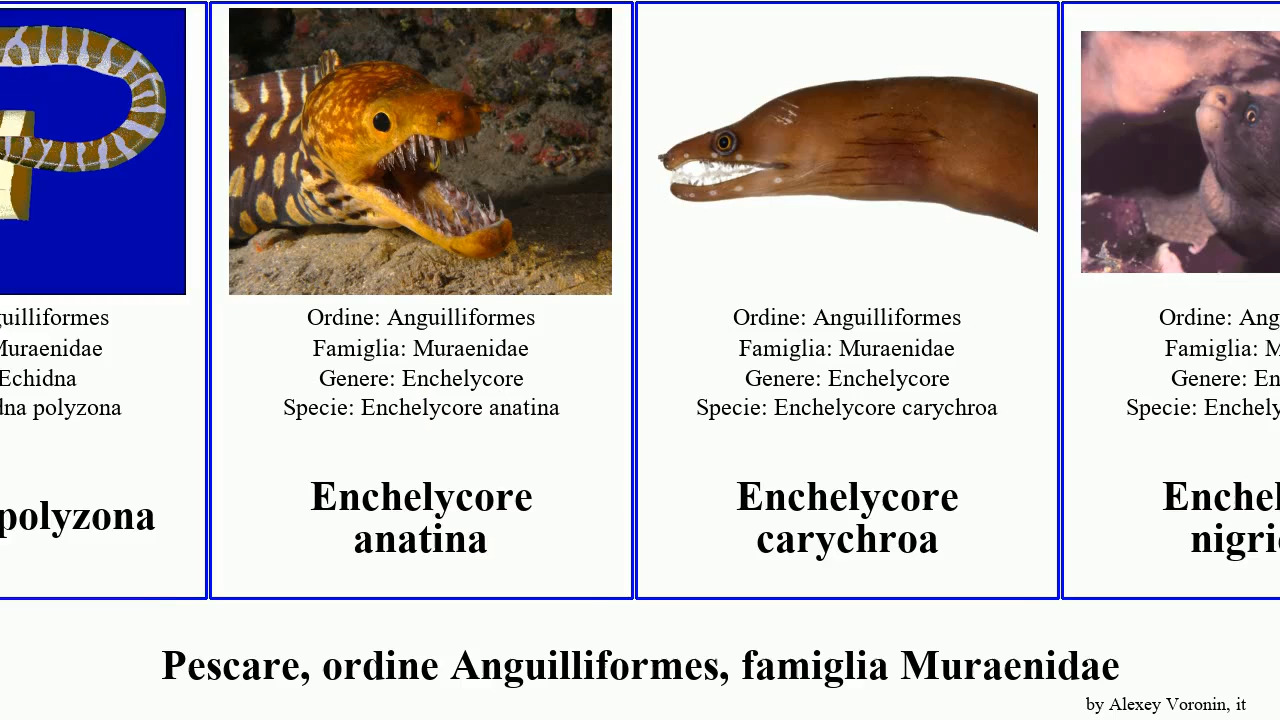 guilliformes
Muraenidae
Echidna
dna polyzona
polyzona
Ordine: Anguilliformes
Famiglia: Muraenidae
Genere: Enchelycore
Specie: Enchelycore anatina
Enchelycore
anatina
Ordine: Anguilliformes
Famiglia: Muraenidae
Genere: Enchelycore
Specie: Enchelycore carychroa
Enchelycore
carychroa
Ordine: Ang
Famiglia: M
Genere: En
Specie: Enchely
Enchel
nigri
Pescare, ordine Anguilliformes, famiglia Muraenidae
by Alexey Voronin, it